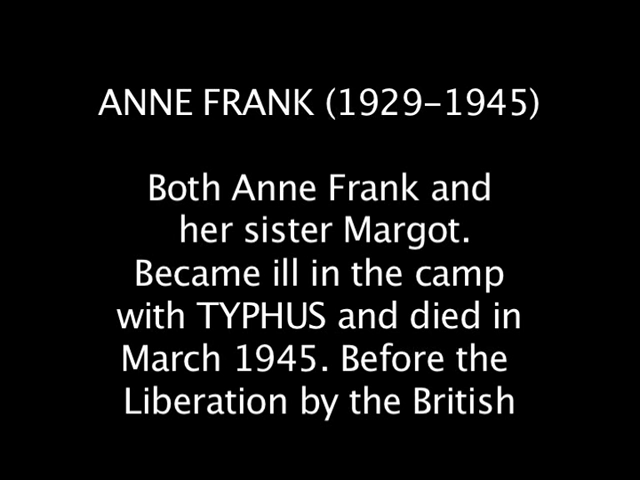 ANNE FRANK (1929-1945)
Both Anne Frank and
her sister Margot.
Became ill in the camp
with TYPHUS and died in
March 1945. Before the
Liberation by the British